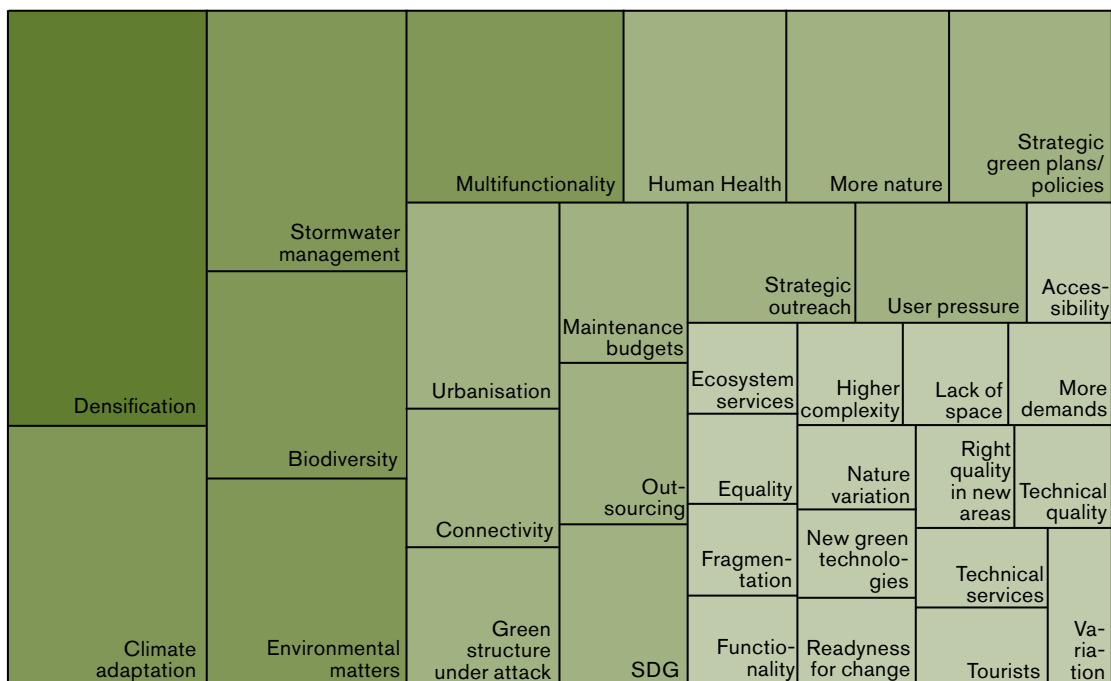 Densification
Climate
adaptation
Stormwater
management
Biodiversity
Environmental
matters
Multifunctionality
Human Health
More nature
Strategic
green plans/
policies
Urbanisation
Connectivity
Green
structure
under attack
Maintenance
budgets
Out-
sourcing
SDG
Strategic
outreach
User pressure
Acces-
sibility
Ecosystem
services
Equality
Fragmen-
tation
Functio-
nality
Higher
complexity
Lack of
space
More
demands
Nature
variation
New green
technolo-
gies
Readyness
for change
Right
quality
in new
areas
Technical
quality
Technical
services
Tourists
Va-
ria-
tion